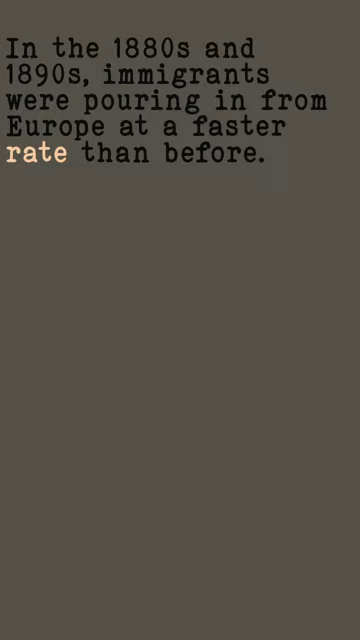 In the 1880s and
1890s, immigrants
were pouring in from
Europe at a faster
rate than before.